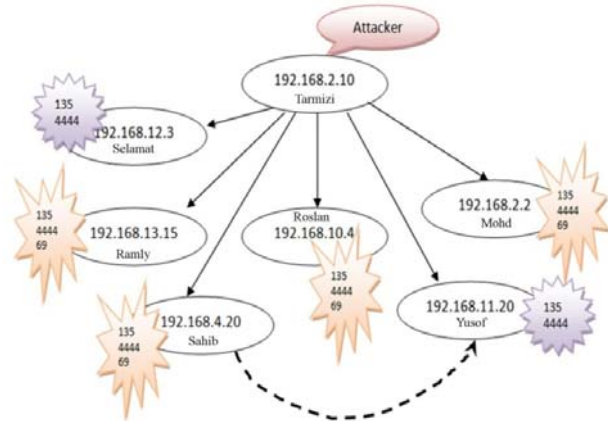 Attacker
192.168.2.10
Tarmizi
135
4444
192.168.12.3
Selamat
135
4444
69
192.168.13.15
Ramly
Roslan
192.168.10.4
135
4444
69
192.168.2.2
Mohd
135
4444
69
135
4444
69
192.168.4.20
Sahib
192.168.11.20
Yusof
135
4444